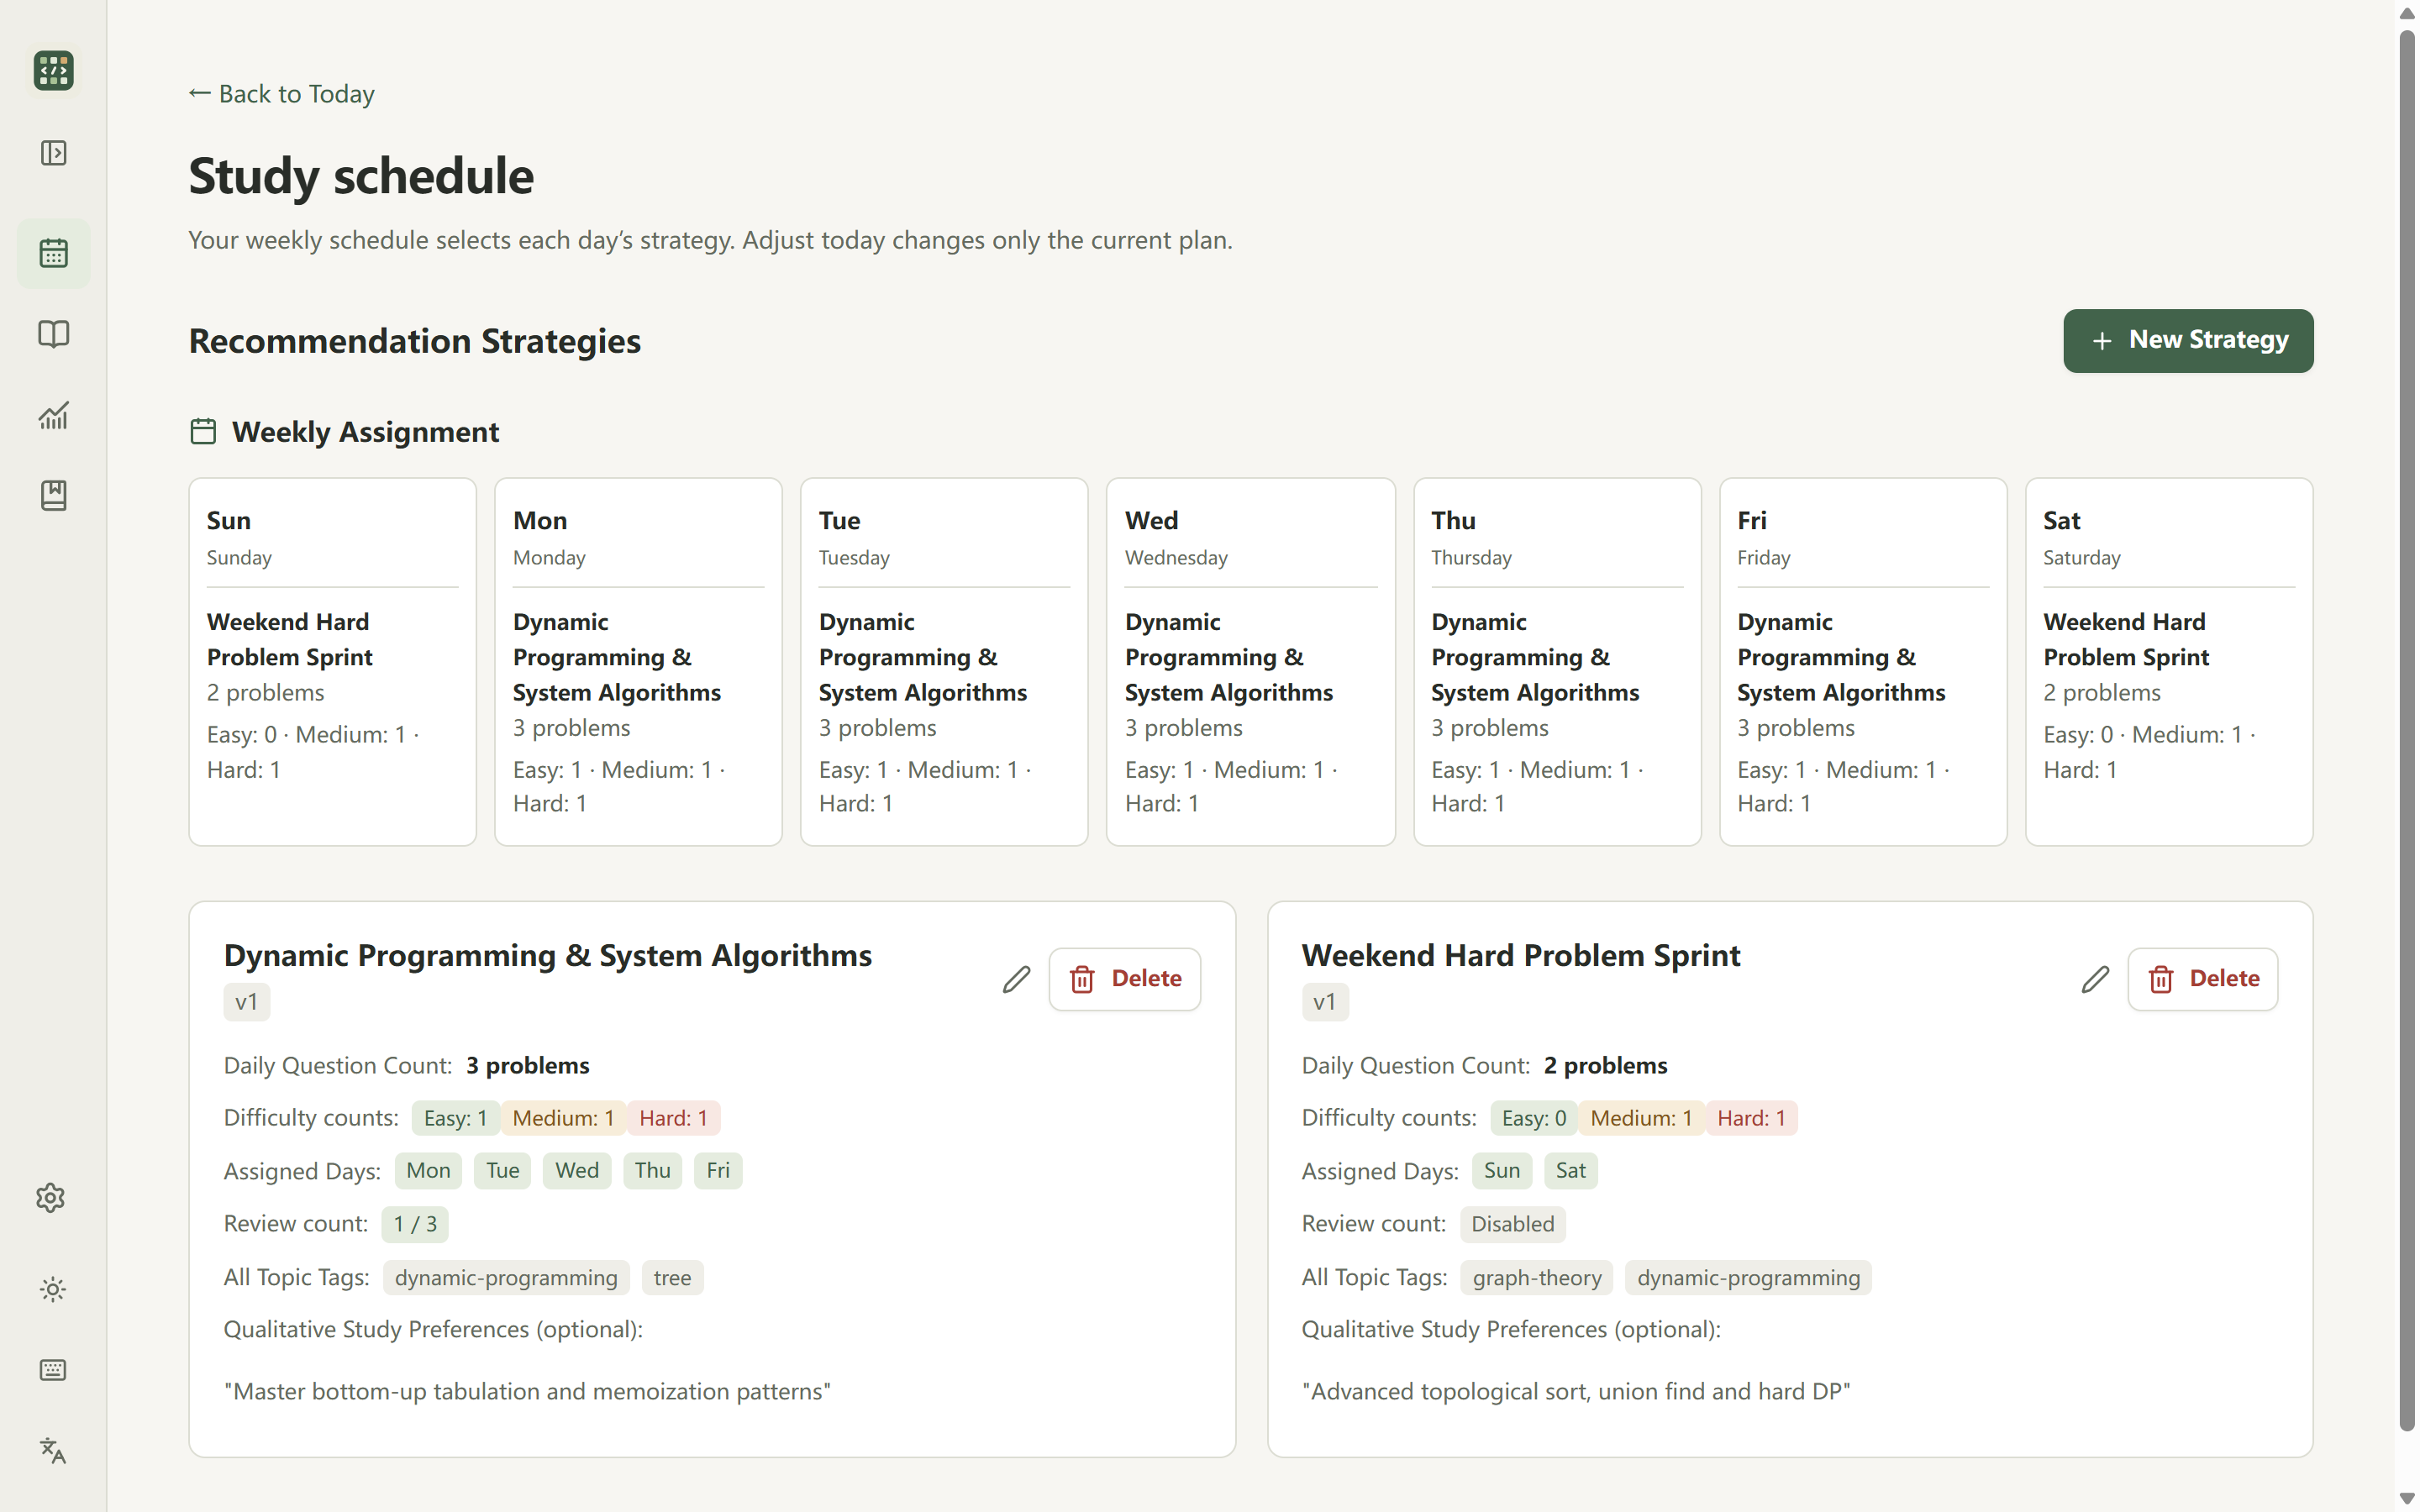 ← Back to Today
Study schedule
Your weekly schedule selects each day’s strategy. Adjust today changes only the current plan.
Recommendation Strategies
+ New Strategy
Weekly Assignment
Sun
Sunday
Weekend Hard
Problem Sprint
2 problems
Easy: 0 · Medium: 1 ·
Hard: 1
Mon
Monday
Dynamic
Programming &
System Algorithms
3 problems
Easy: 1 · Medium: 1 ·
Hard: 1
Tue
Tuesday
Dynamic
Programming &
System Algorithms
3 problems
Easy: 1 · Medium: 1 ·
Hard: 1
Wed
Wednesday
Dynamic
Programming &
System Algorithms
3 problems
Easy: 1 · Medium: 1 ·
Hard: 1
Thu
Thursday
Dynamic
Programming &
System Algorithms
3 problems
Easy: 1 · Medium: 1 ·
Hard: 1
Fri
Friday
Dynamic
Programming &
System Algorithms
3 problems
Easy: 1 · Medium: 1 ·
Hard: 1
Sat
Saturday
Weekend Hard
Problem Sprint
2 problems
Easy: 0 · Medium: 1 ·
Hard: 1
Dynamic Programming & System Algorithms
v1
Delete
Daily Question Count: 3 problems
Difficulty counts: Easy: 1 Medium: 1 Hard: 1
Assigned Days: Mon Tue Wed Thu Fri
Review count: 1 / 3
All Topic Tags: dynamic-programming tree
Qualitative Study Preferences (optional):
"Master bottom-up tabulation and memoization patterns"
Weekend Hard Problem Sprint
v1
Delete
Daily Question Count: 2 problems
Difficulty counts: Easy: 0 Medium: 1 Hard: 1
Assigned Days: Sun Sat
Review count: Disabled
All Topic Tags: graph-theory dynamic-programming
Qualitative Study Preferences (optional):
"Advanced topological sort, union find and hard DP"